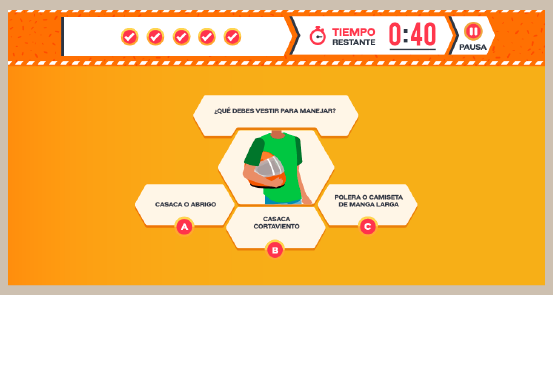 TIEMPO
RESTANTE
0:40
PAUSA
¿QUÉ DEBES VESTIR PARA MANEJAR?
CASACA O ABRIGO
A
CASACA
CORTAVIENTO
B
POLERA O CAMISETA
DE MANGA LARGA
C